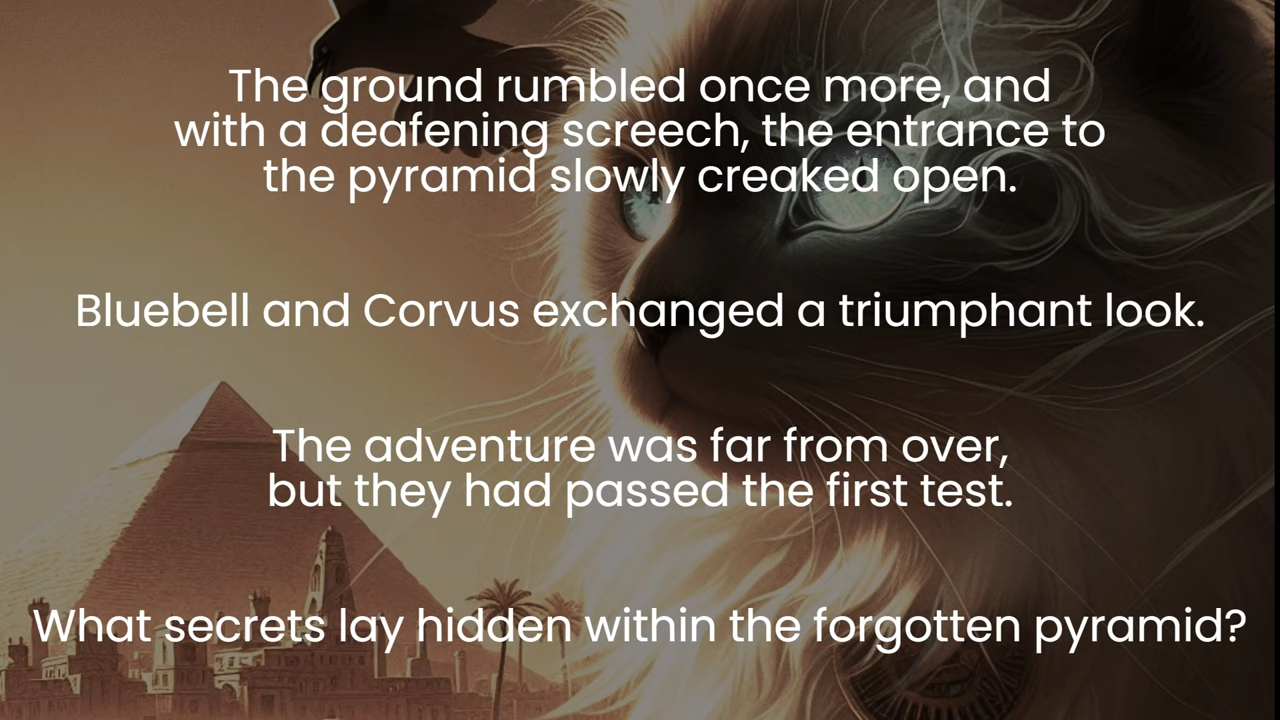 The ground rumbled once more, and
with a deafening screech, the entrance to
the pyramid slowly creaked open.
Bluebell and Corvus exchanged a triumphant look.
The adventure was far from over,
but they had passed the first test.
What secrets lay hidden within the forgotten pyramid?